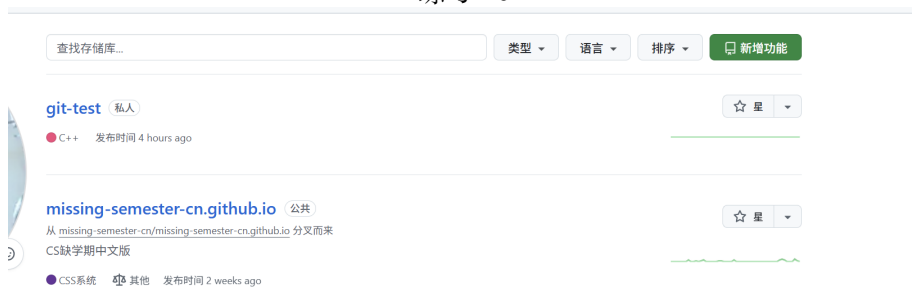 查找存储库...
类型
语言
排序
新增功能
git-test 私人
星
C++ 发布时间 4 hours ago
missing-semester-cn.github.io 公共
星
从 missing-semester-cn/missing-semester-cn.github.io 分叉而来
CS缺学期中文版
CSS系统 其他 发布时间 2 weeks ago